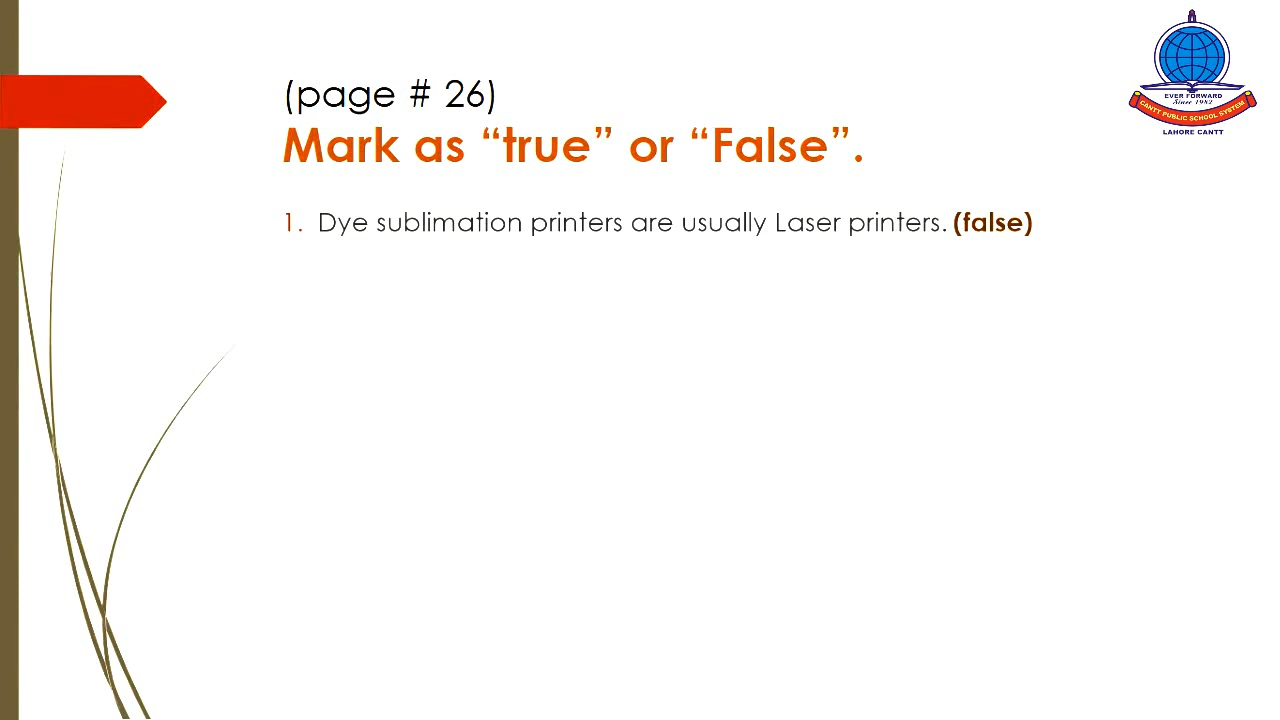 (page # 26)
Mark as “true” or “False”.
1. Dye sublimation printers are usually Laser printers. (false)
EVER FORWARD
Since 1982
CANTT PUBLIC SCHOOL SYSTEM
LAHORE CANTT